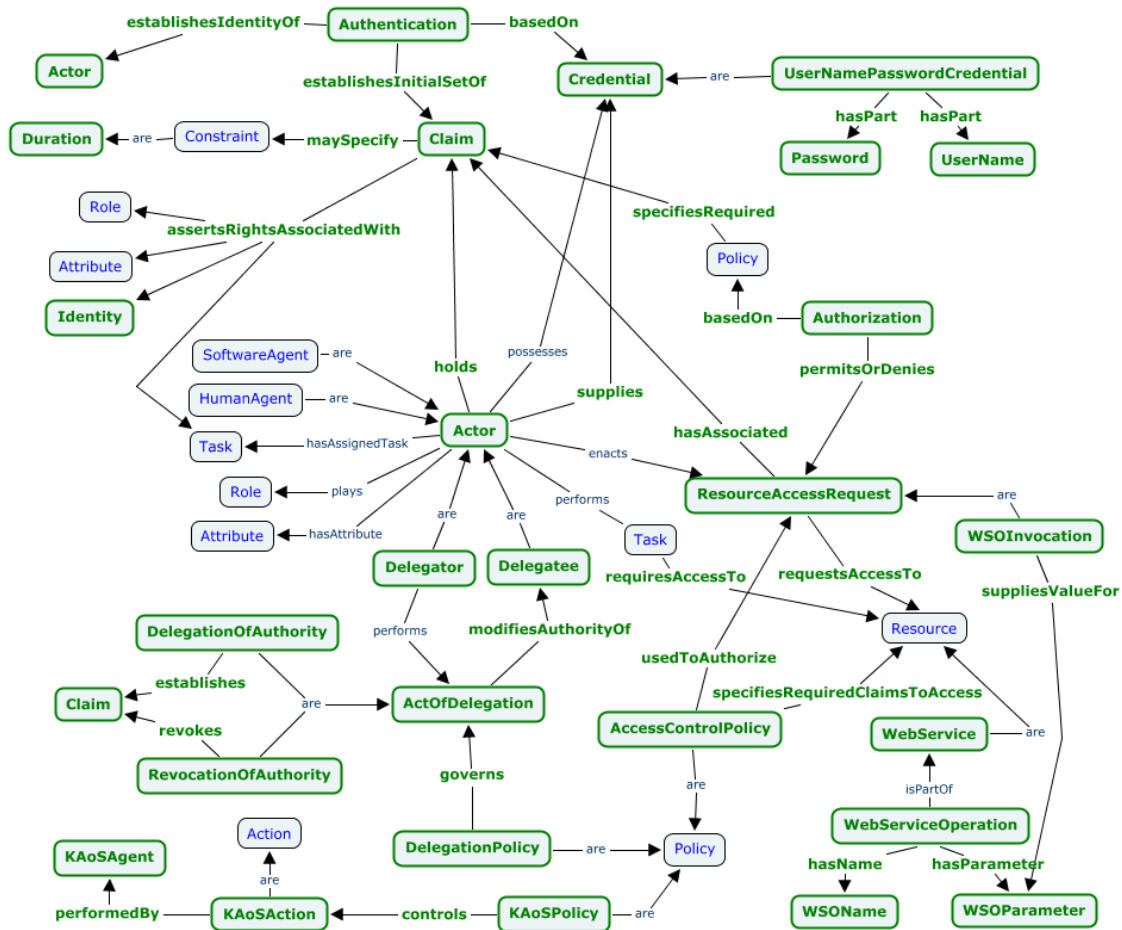 establishesIdentityOf
Authentication
basedOn
Actor
establishesInitialSetOf
Credential
are
UserNamePasswordCredential
hasPart
hasPart
Duration
are
Constraint
maySpecify
Claim
Password
UserName
Role
assertsRightsAssociatedWith
specifiesRequired
Attribute
Policy
Identity
basedOn
Authorization
SoftwareAgent
are
possesses
holds
permitsOrDenies
HumanAgent
are
supplies
Task
hasAssignedTask
Actor
enacts
hasAssociated
Role
plays
performs
ResourceAccessRequest
are
Attribute
hasAttribute
are
are
Task
WSOInvocation
Delegator
Delegatee
requiresAccessTo
requestsAccessTo
suppliesValueFor
DelegationOfAuthority
performs
modifiesAuthorityOf
Resource
usedToAuthorize
establishes
specifiesRequiredClaimsToAccess
Claim
are
ActOfDelegation
revokes
AccessControlPolicy
WebService
are
RevocationOfAuthority
governs
are
isPartOf
Action
WebServiceOperation
KAoSAgent
DelegationPolicy
are
Policy
hasName
hasParameter
are
performedBy
KAoSAction
controls
KAoSPolicy
are
WSOName
WSOParameter